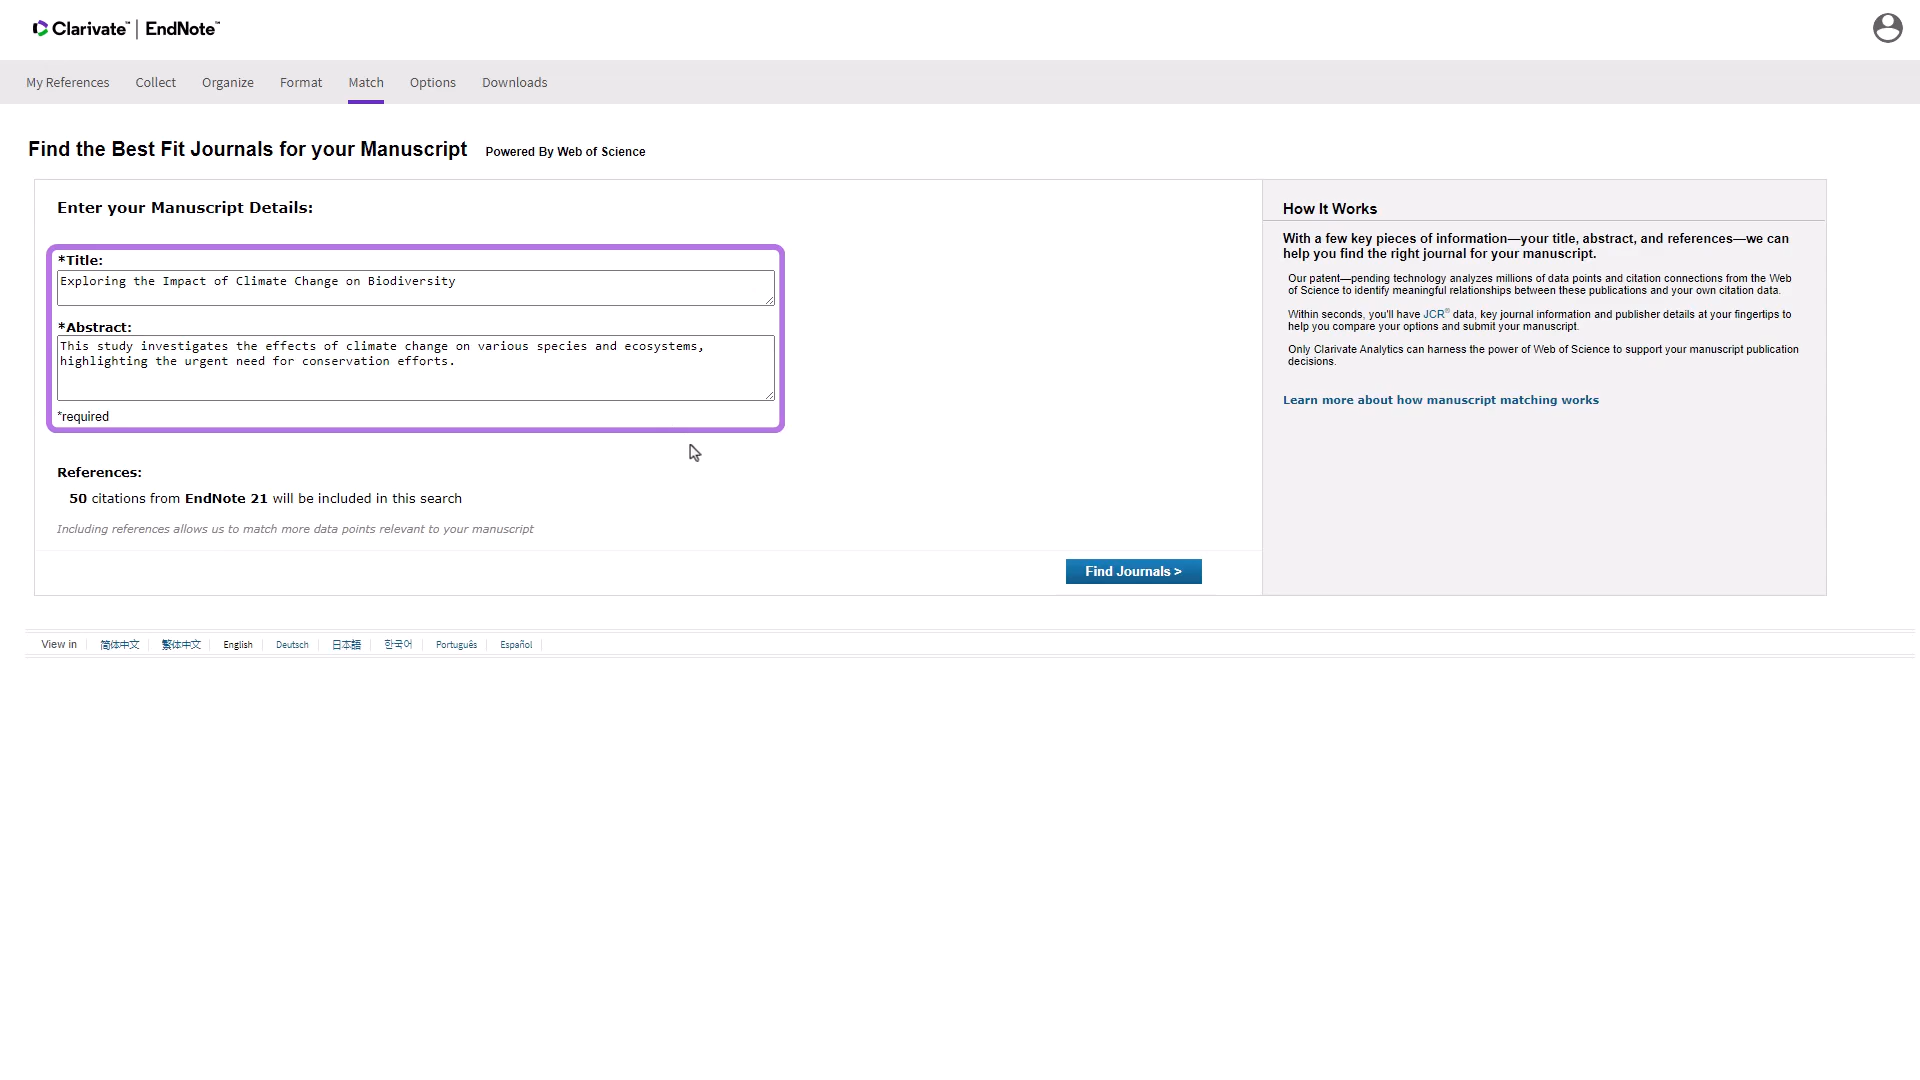 Clarivate™ | EndNote™
My References Collect Organize Format Match Options Downloads
Find the Best Fit Journals for your Manuscript Powered By Web of Science
Enter your Manuscript Details:
*Title:
Exploring the Impact of Climate Change on Biodiversity
*Abstract:
This study investigates the effects of climate change on various species and ecosystems,
highlighting the urgent need for conservation efforts.
*required
References:
50 citations from EndNote 21 will be included in this search
Including references allows us to match more data points relevant to your manuscript
Find Journals >
How It Works
With a few key pieces of information—your title, abstract, and references—we can
help you find the right journal for your manuscript.
Our patent—pending technology analyzes millions of data points and citation connections from the Web
of Science to identify meaningful relationships between these publications and your own citation data.
Within seconds, you'll have JCR® data, key journal information and publisher details at your fingertips to
help you compare your options and submit your manuscript.
Only Clarivate Analytics can harness the power of Web of Science to support your manuscript publication
decisions.
Learn more about how manuscript matching works
View in 简体中文 繁体中文 English Deutsch 日本語 한국어 Português Español